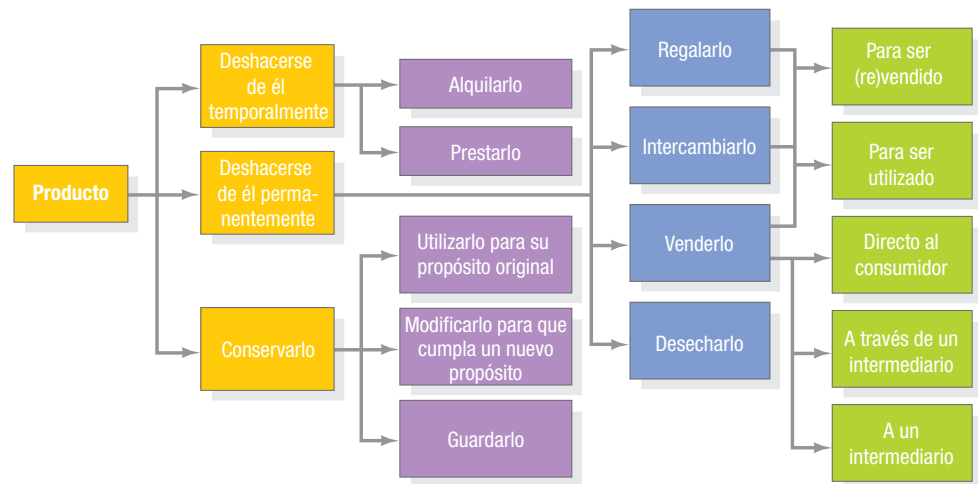 Producto
Deshacerse
de él
temporalmente
Deshacerse
de él perma-
nentemente
Conservarlo
Alquilarlo
Prestarlo
Utilizarlo para su
propósito original
Modificarlo para que
cumpla un nuevo
propósito
Guardarlo
Regalarlo
Intercambiarlo
Venderlo
Desecharlo
Para ser
(re)vendido
Para ser
utilizado
Directo al
consumidor
A través de un
intermediario
A un
intermediario